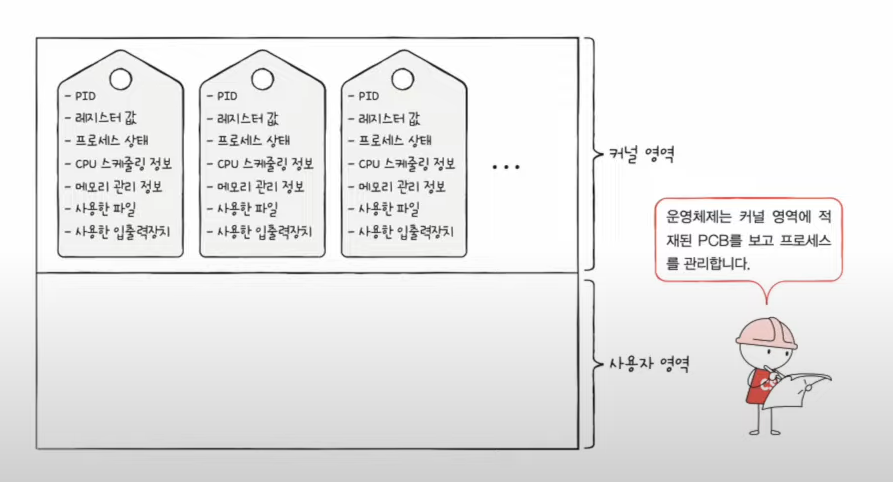 - PID
- 레지스터 값
- 프로세스 상태
- CPU 스케줄링 정보
- 메모리 관리 정보
- 사용한 파일
- 사용한 입출력장치
- PID
- 레지스터 값
- 프로세스 상태
- CPU 스케줄링 정보
- 메모리 관리 정보
- 사용한 파일
- 사용한 입출력장치
- PID
- 레지스터 값
- 프로세스 상태
- CPU 스케줄링 정보
- 메모리 관리 정보
- 사용한 파일
- 사용한 입출력장치
...
커널 영역
운영체제는 커널 영역에 적
재된 PCB를 보고 프로세스
를 관리합니다.
사용자 영역